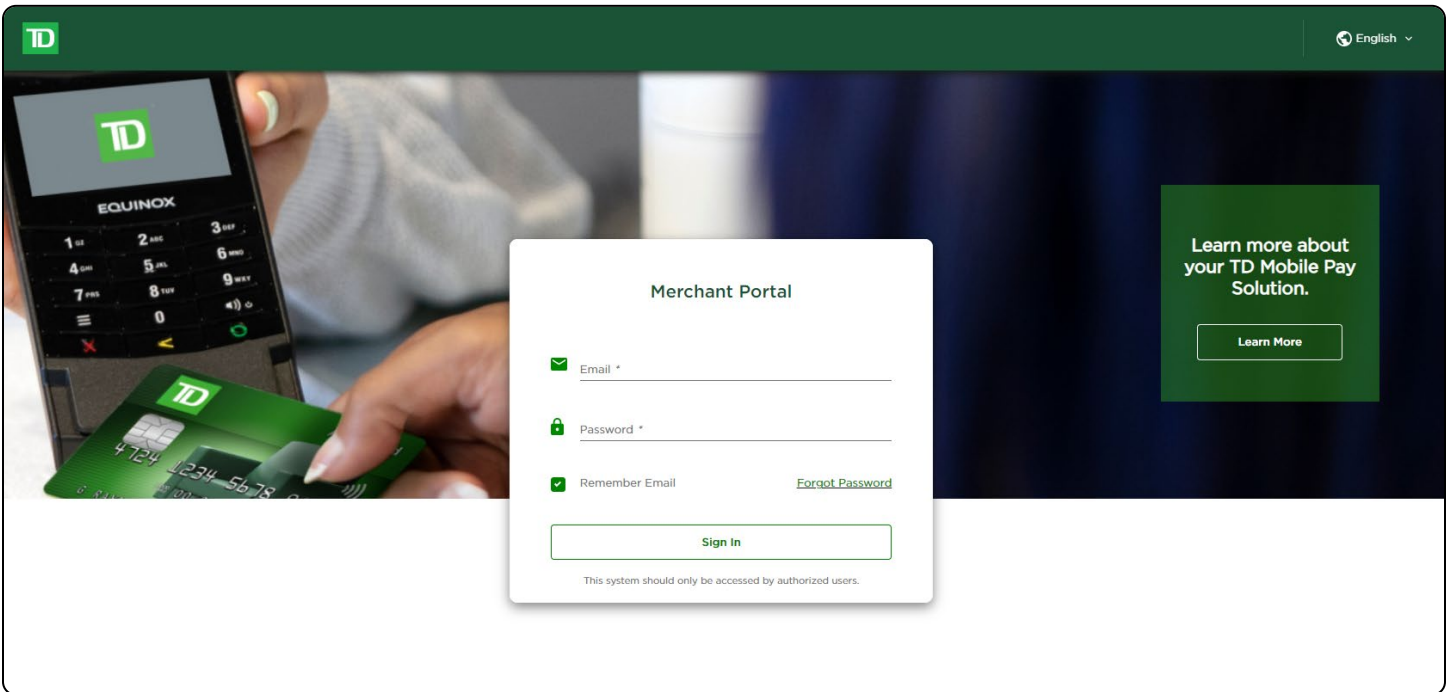 TD
English
TD
EQUINOX
1 QZ 2 ABC 3 DEF
4 GHI 5 JKL 6 MNO
7 PRS 8 TUV 9 WXY
0
TD
4724 1234 5678
Learn more about
your TD Mobile Pay
Solution.
Learn More
Merchant Portal
Email *
Password *
Remember Email Forgot Password
Sign In
This system should only be accessed by authorized users.